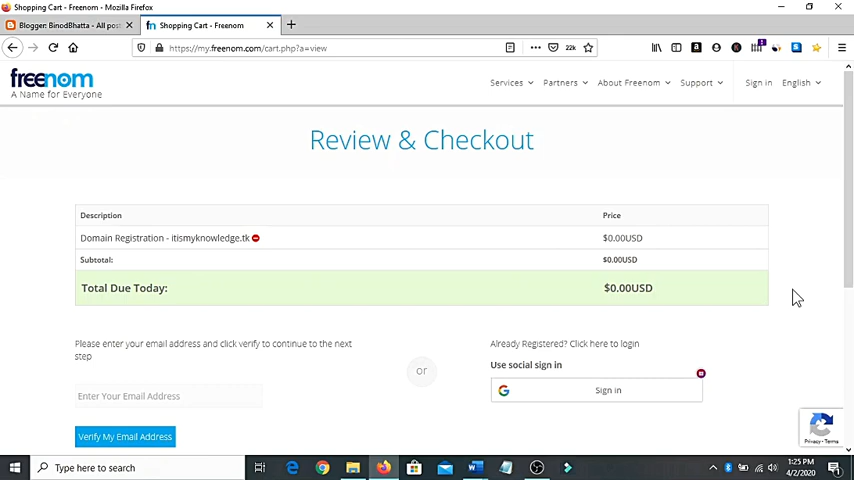 Shopping Cart - Freenom - Mozilla Firefox
Blogger: BinodBhatta - All post
Shopping Cart - Freenom
https://my.freenom.com/cart.php?a=view
22k
freenom
A Name for Everyone
Services
Partners
About Freenom
Support
Sign in
English
Review & Checkout
Description Price
Domain Registration - itismyknowledge.tk $0.00USD
Subtotal: $0.00USD
Total Due Today: $0.00USD
Please enter your email address and click verify to continue to the next
step
Enter Your Email Address
Verify My Email Address
or
Already Registered? Click here to login
Use social sign in
Sign in
Privacy - Terms
Type here to search
1:25 PM
4/2/2020